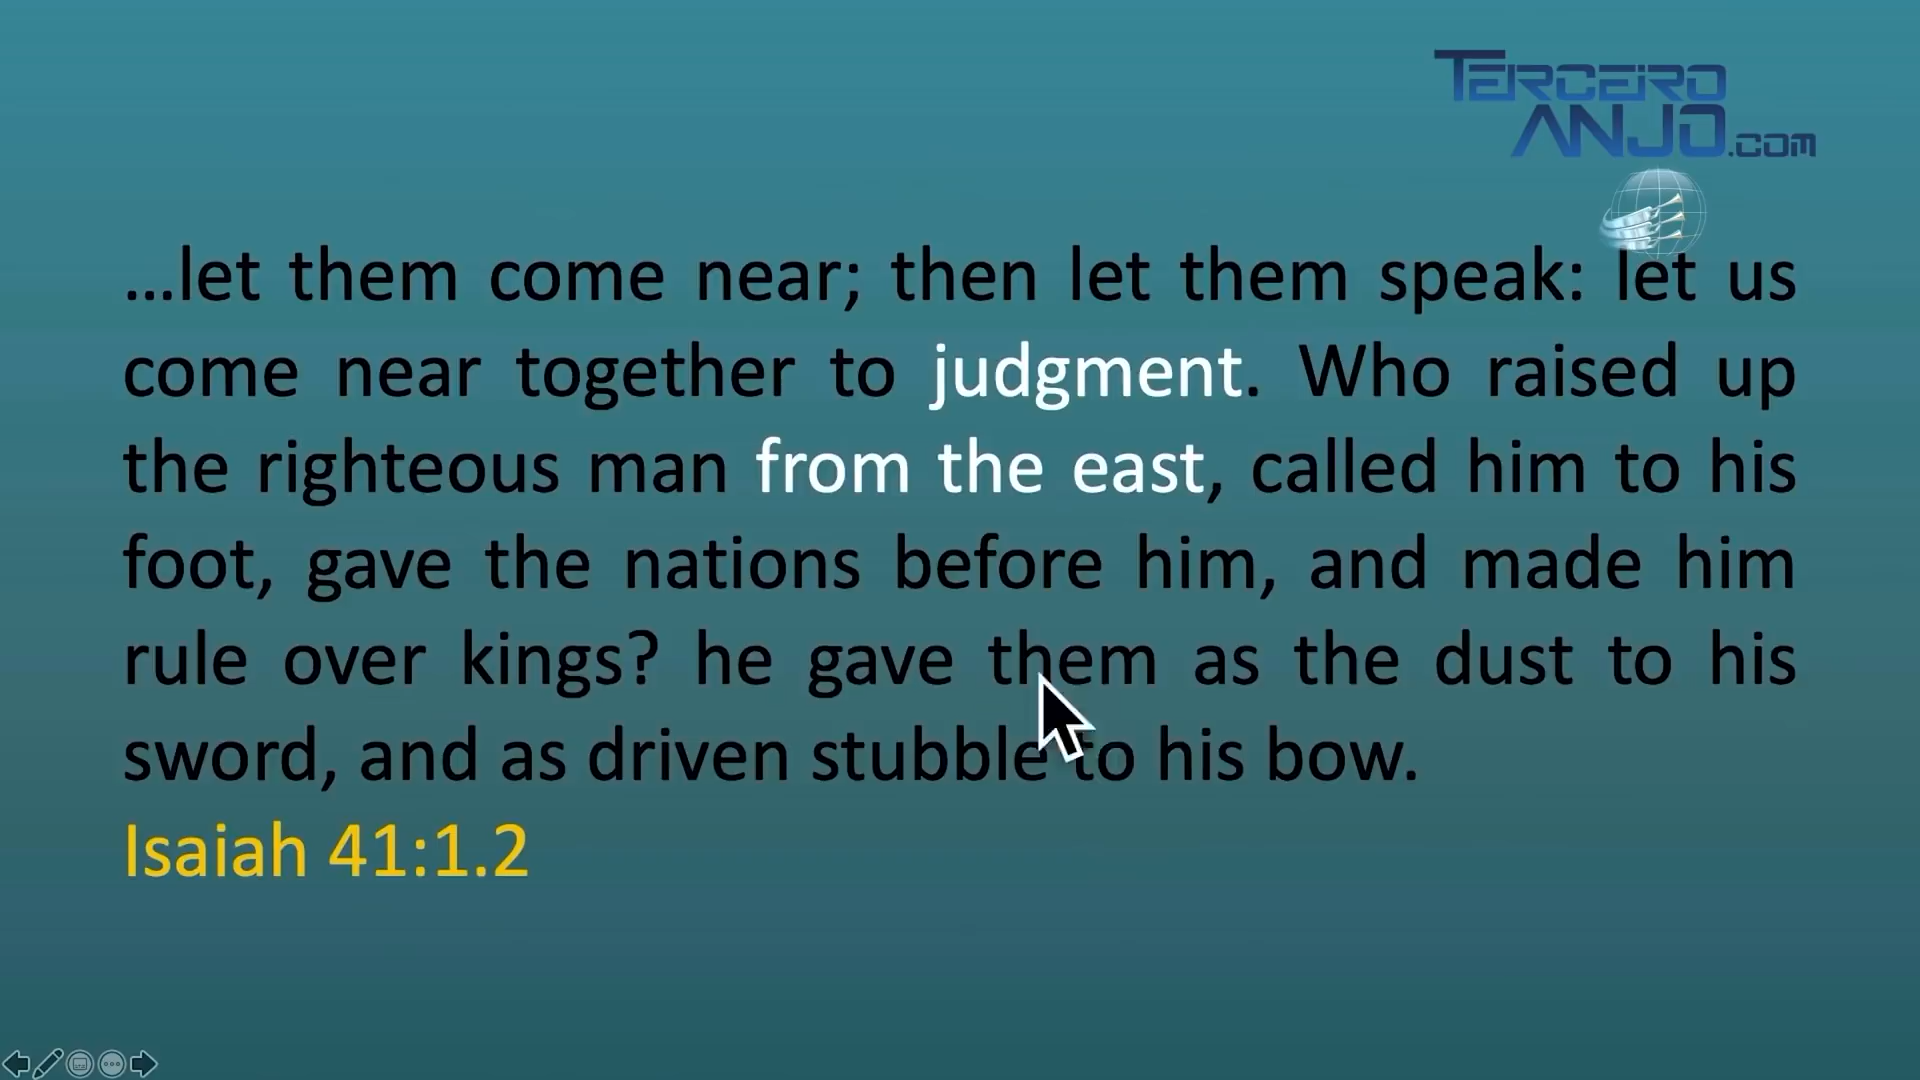 TERCEIRO
ANJO.com
...let them come near; then let them speak: let us
come near together to judgment. Who raised up
the righteous man from the east, called him to his
foot, gave the nations before him, and made him
rule over kings? he gave them as the dust to his
sword, and as driven stubble to his bow.
Isaiah 41:1.2